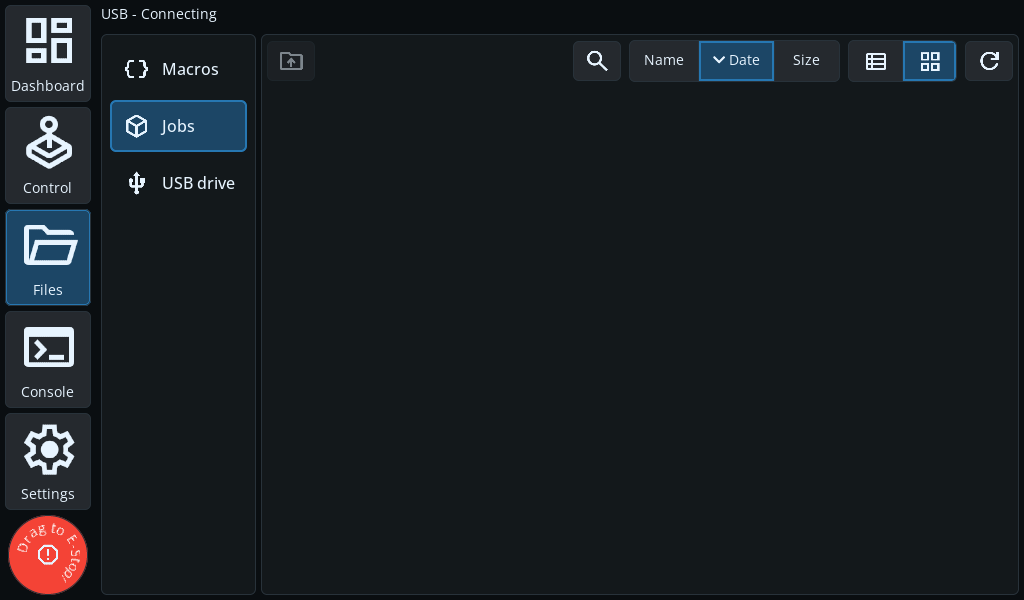 USB - Connecting
Dashboard
Control
Files
Console
Settings
Drag to E-Stop!
Macros
Jobs
USB drive
Name
Date
Size